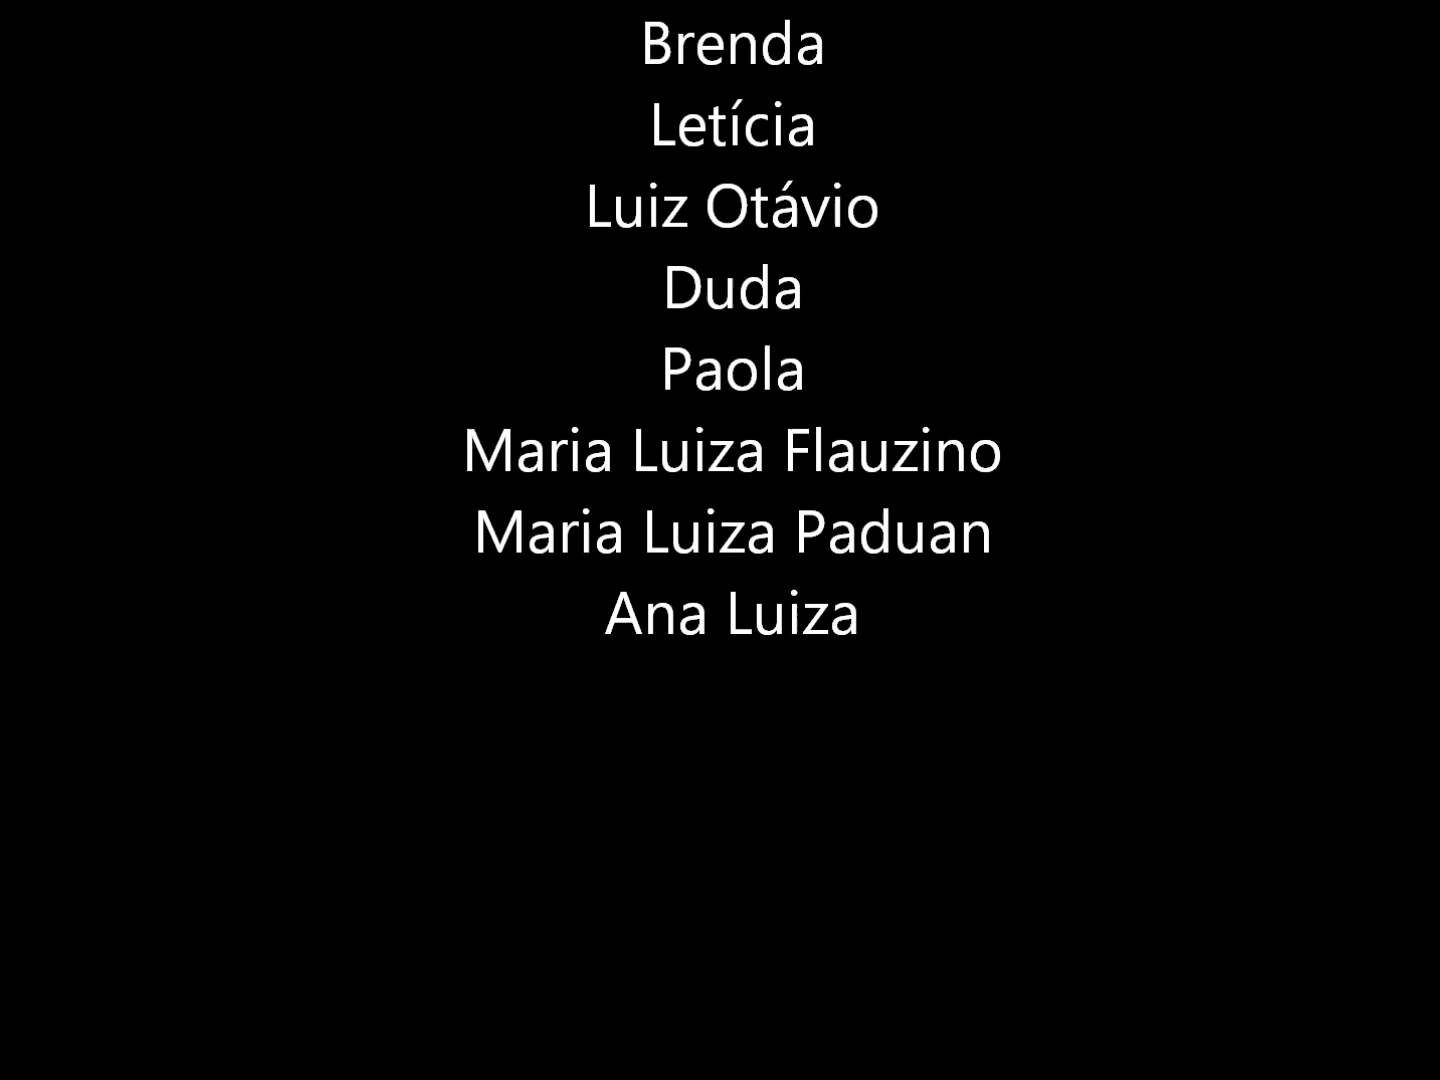 Brenda
Letícia
Luiz Otávio
Duda
Paola
Maria Luiza Flauzino
Maria Luiza Paduan
Ana Luiza